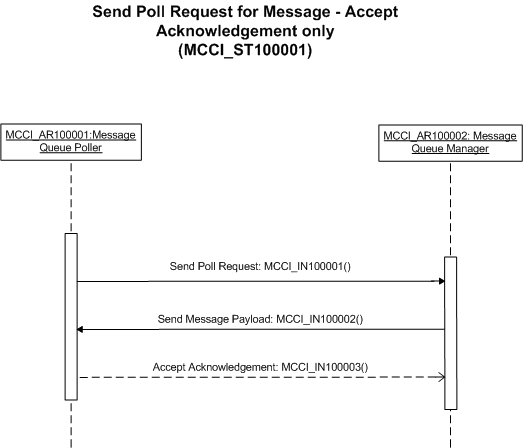 Send Poll Request for Message - Accept
Acknowledgement only
(MCCI_ST100001)
MCCI_AR100001:Message
Queue Poller
MCCI_AR100002: Message
Queue Manager
Send Poll Request: MCCI_IN100001()
Send Message Payload: MCCI_IN100002()
Accept Acknowledgement: MCCI_IN100003()